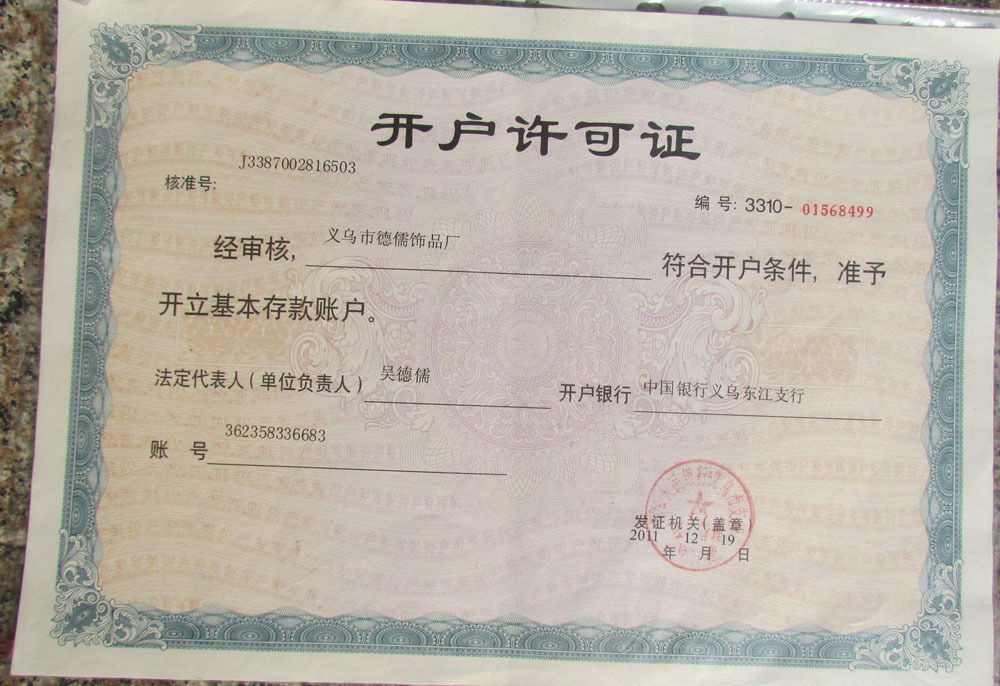 开户许可证
J3387002816503
核准号:
编 号: 3310- 01568499
经审核, 义乌市德儒饰品厂 符合开户条件, 准予
开立基本存款账户。
法定代表人(单位负责人) 吴德儒 开户银行 中国银行义乌东江支行
账 号 362358336683
发证机关(盖章)
2011 12 19
年 月 日